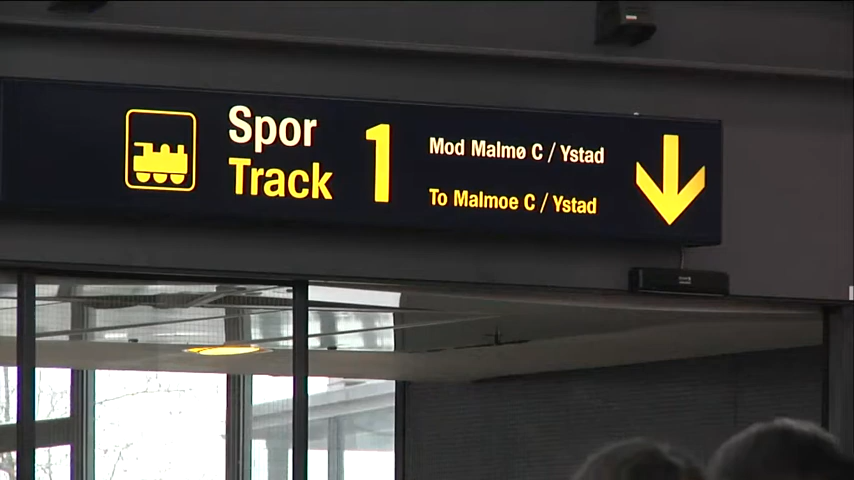 Spor
Track
1
Mod Malmø C / Ystad
To Malmoe C / Ystad